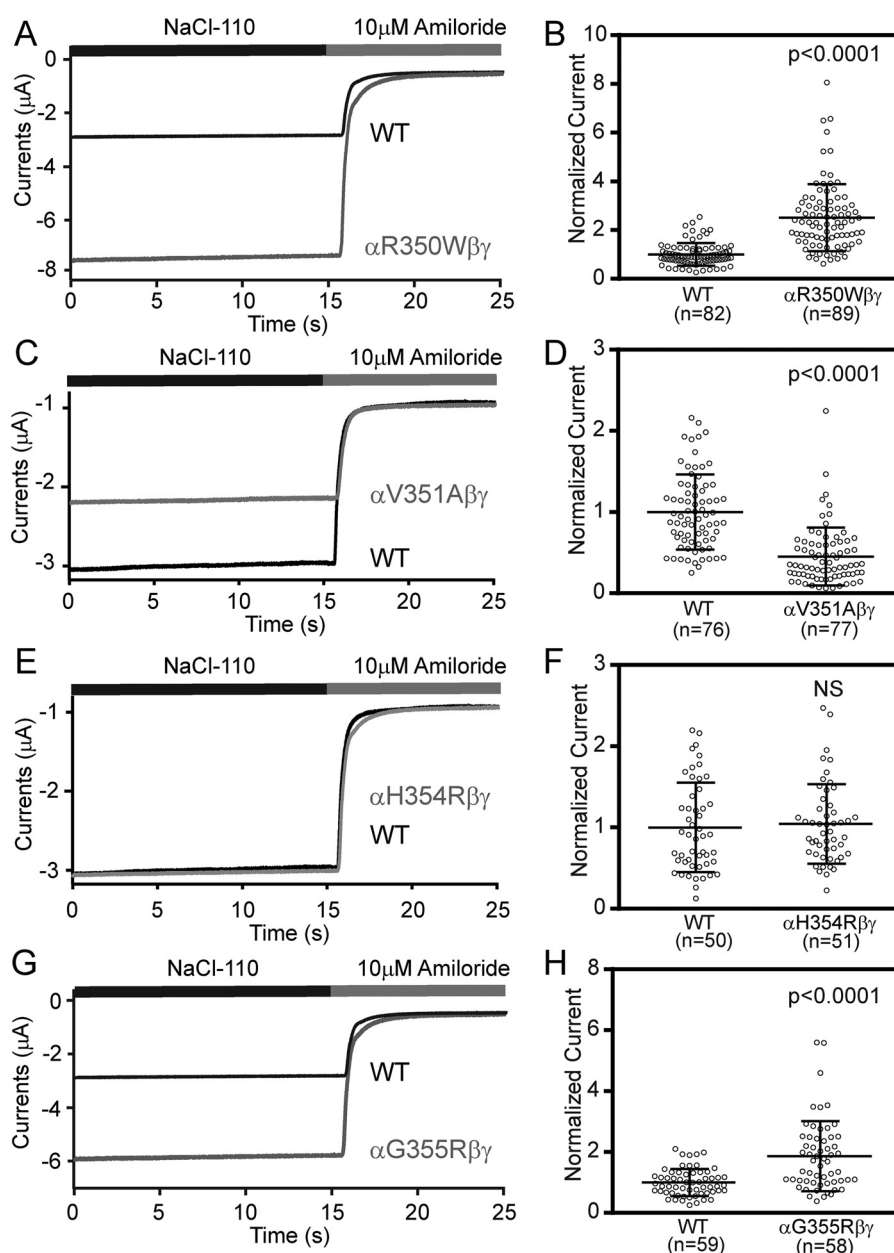 A
NaCl-110 10μM Amiloride
0
-2
-4
-6
-8
Currents (μA)
WT
αR350Wβγ
0 5 10 15 20 25
Time (s)
B
10
8
6
4
2
0
Normalized Current
p<0.0001
WT αR350Wβγ
(n=82) (n=89)
C
NaCl-110 10μM Amiloride
-1
-2
-3
Currents (μA)
αV351Aβγ
WT
0 5 10 15 20 25
Time (s)
D
3
2
1
0
Normalized Current
p<0.0001
WT αV351Aβγ
(n=76) (n=77)
E
NaCl-110 10μM Amiloride
-1
-2
-3
Currents (μA)
αH354Rβγ
WT
0 5 10 15 20 25
Time (s)
F
3
2
1
0
Normalized Current
NS
WT αH354Rβγ
(n=50) (n=51)
G
NaCl-110 10μM Amiloride
0
-2
-4
-6
Currents (μA)
WT
αG355Rβγ
0 5 10 15 20 25
Time (s)
H
8
6
4
2
0
Normalized Current
p<0.0001
WT αG355Rβγ
(n=59) (n=58)